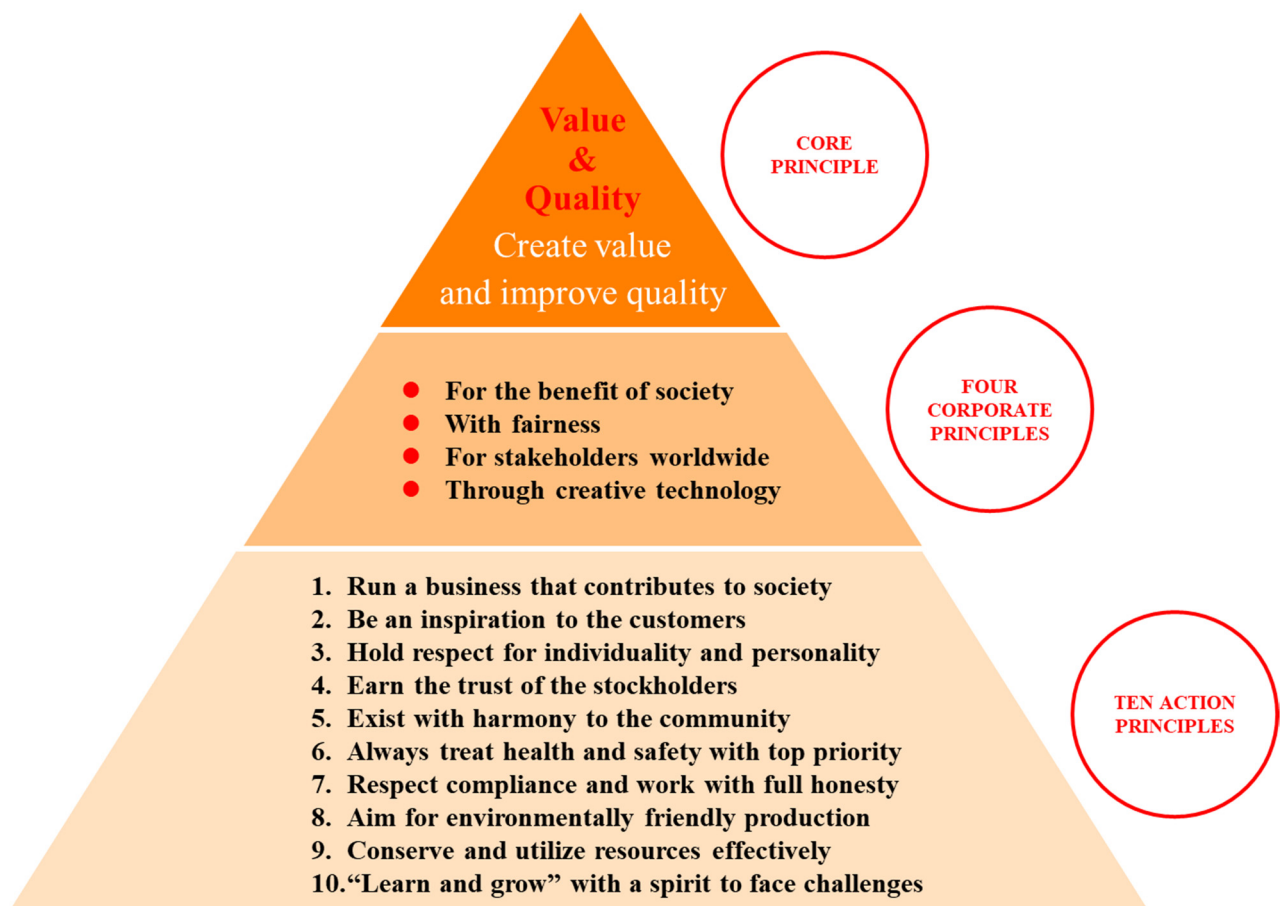 Value
&
Quality
Create value
and improve quality
CORE
PRINCIPLE
For the benefit of society
With fairness
For stakeholders worldwide
Through creative technology
FOUR
CORPORATE
PRINCIPLES
1. Run a business that contributes to society
2. Be an inspiration to the customers
3. Hold respect for individuality and personality
4. Earn the trust of the stockholders
5. Exist with harmony to the community
6. Always treat health and safety with top priority
7. Respect compliance and work with full honesty
8. Aim for environmentally friendly production
9. Conserve and utilize resources effectively
10.“Learn and grow” with a spirit to face challenges
TEN ACTION
PRINCIPLES